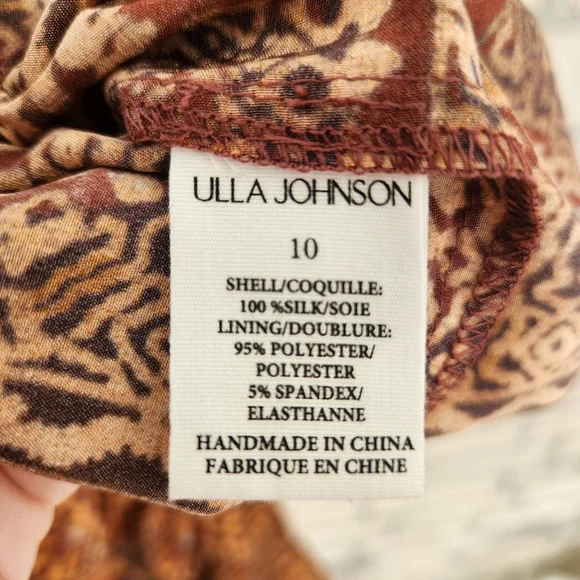 ULLA JOHNSON
10
SHELL/COQUILLE:
100 %SILK/SOIE
LINING/DOUBLURE:
95% POLYESTER/
POLYESTER
5% SPANDEX/
ELASTHANNE
HANDMADE IN CHINA
FABRIQUE EN CHINE